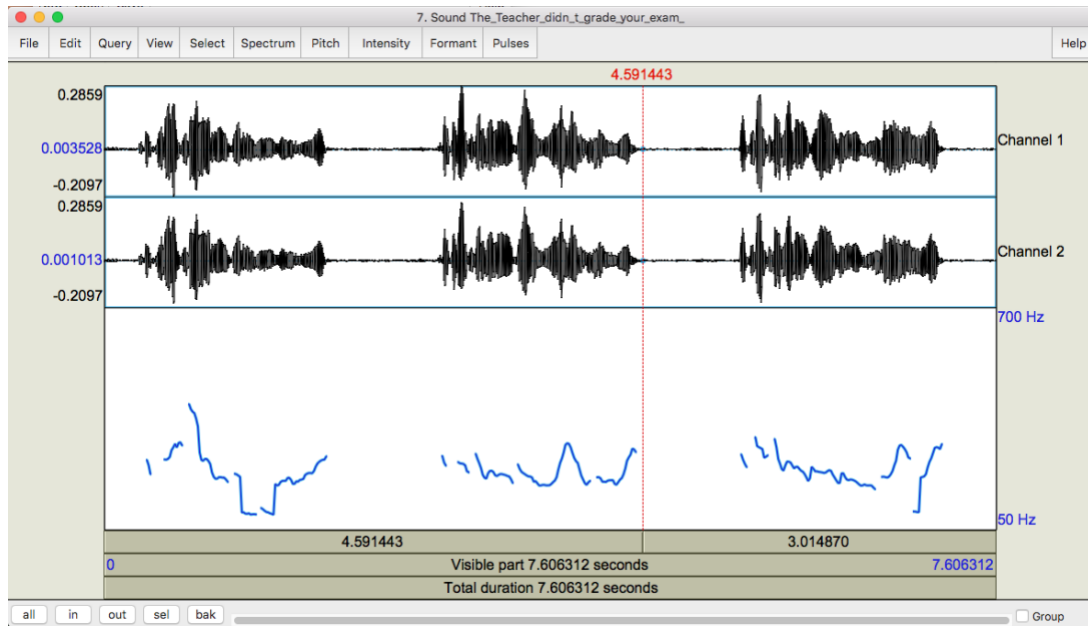 7. Sound The_Teacher_didn_t_grade_your_exam_
File Edit Query View Select Spectrum Pitch Intensity Formant Pulses Help
4.591443
0.2859
0.003528
-0.2097
Channel 1
0.2859
0.001013
-0.2097
Channel 2
700 Hz
50 Hz
4.591443 3.014870
0 Visible part 7.606312 seconds 7.606312
Total duration 7.606312 seconds
all in out sel bak Group